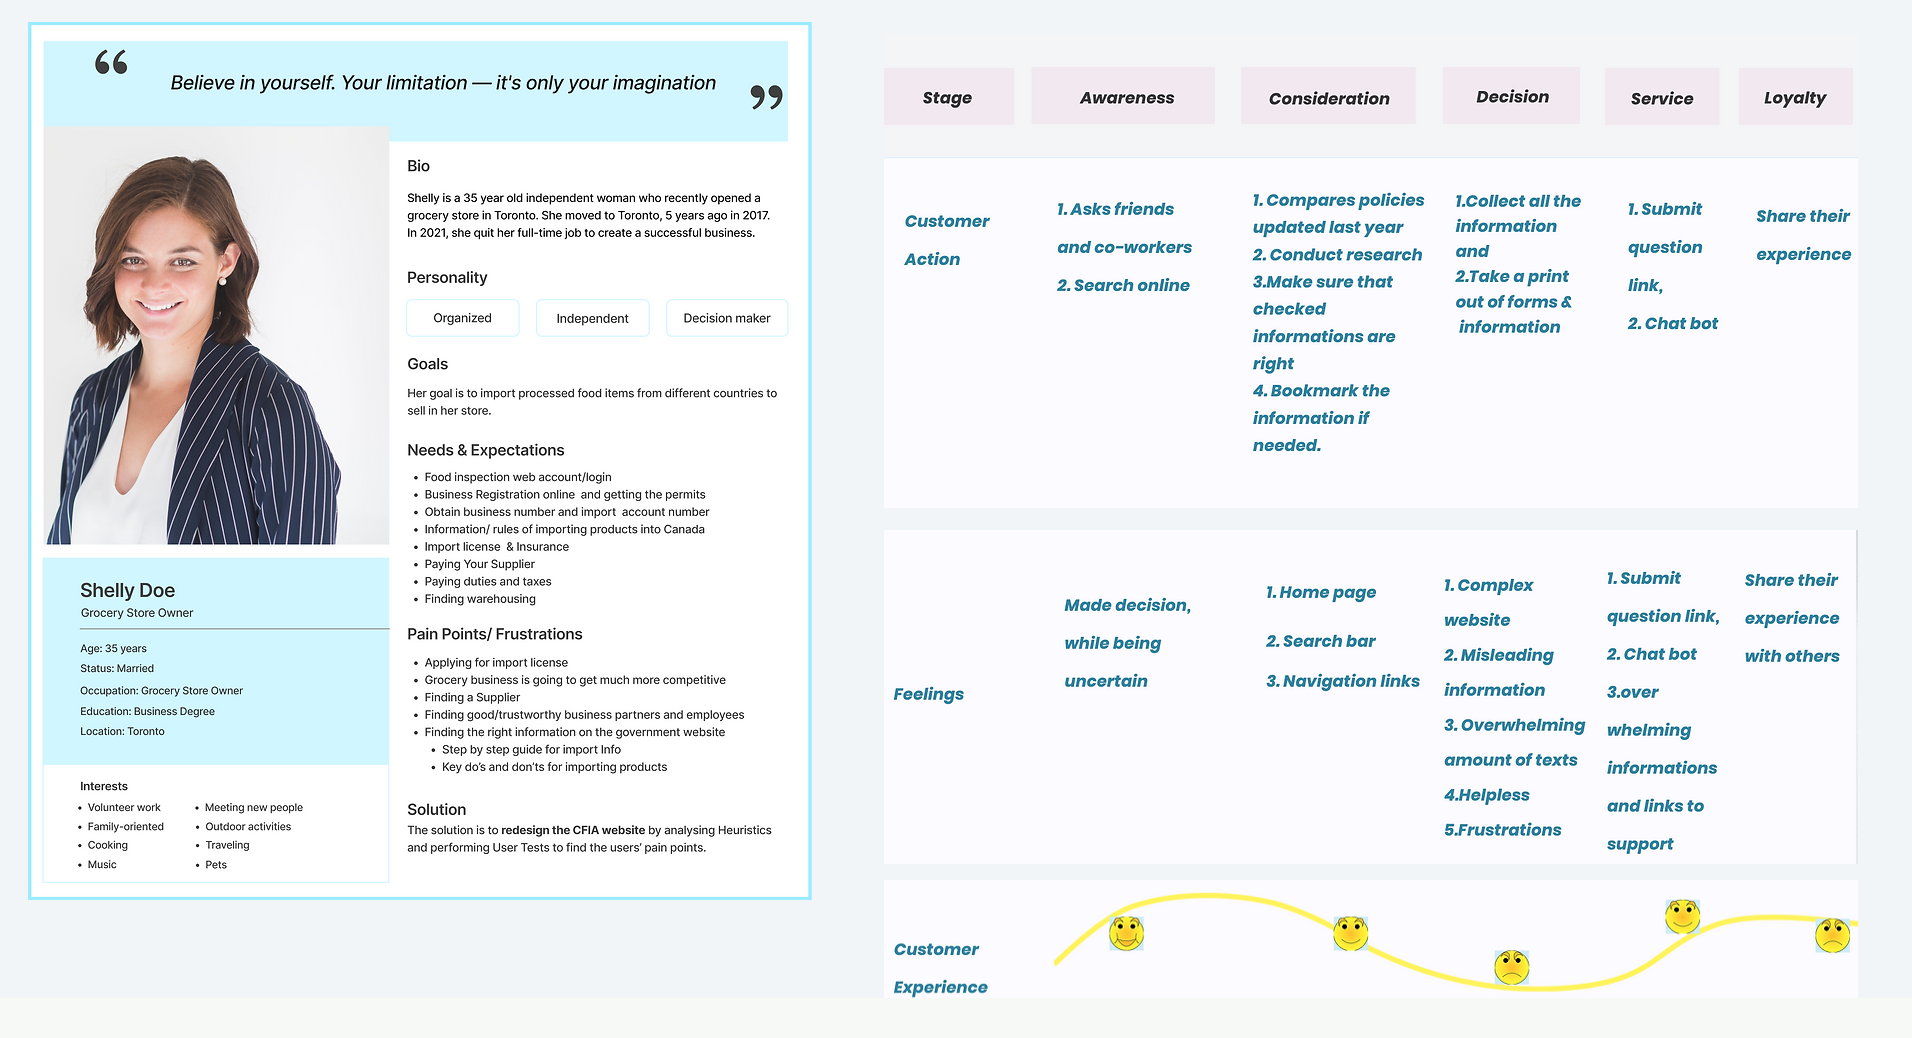 “
Believe in yourself. Your limitation — it's only your imagination
”
Bio
Shelly is a 35 year old independent woman who recently opened a
grocery store in Toronto. She moved to Toronto, 5 years ago in 2017.
In 2021, she quit her full-time job to create a successful business.
Personality
Organized
Independent
Decision maker
Goals
Her goal is to import processed food items from different countries to
sell in her store.
Needs & Expectations
• Food inspection web account/login
• Business Registration online and getting the permits
• Obtain business number and import account number
• Information/ rules of importing products into Canada
• Import license & Insurance
• Paying Your Supplier
• Paying duties and taxes
• Finding warehousing
Pain Points/ Frustrations
• Applying for import license
• Grocery business is going to get much more competitive
• Finding a Supplier
• Finding good/trustworthy business partners and employees
• Finding the right information on the government website
• Step by step guide for import Info
• Key do's and don'ts for importing products
Solution
The solution is to redesign the CFIA website by analysing Heuristics
and performing User Tests to find the users' pain points.
Shelly Doe
Grocery Store Owner
Age: 35 years
Status: Married
Occupation: Grocery Store Owner
Education: Business Degree
Location: Toronto
Interests
• Volunteer work
• Family-oriented
• Cooking
• Music
• Meeting new people
• Outdoor activities
• Traveling
• Pets
Stage
Awareness
Consideration
Decision
Service
Loyalty
Customer
Action
1. Asks friends
and co-workers
2. Search online
1. Compares policies
updated last year
2. Conduct research
3.Make sure that
checked
informations are
right
4. Bookmark the
information if
needed.
1.Collect all the
information
and
2.Take a print
out of forms &
information
1. Submit
question
link,
2. Chat bot
Share their
experience
Feelings
Made decision,
while being
uncertain
1. Home page
2. Search bar
3. Navigation links
1. Complex
website
2. Misleading
information
3. Overwhelming
amount of texts
4.Helpless
5.Frustrations
1. Submit
question link,
2. Chat bot
3.over
whelming
informations
and links to
support
Share their
experience
with others
Customer
Experience